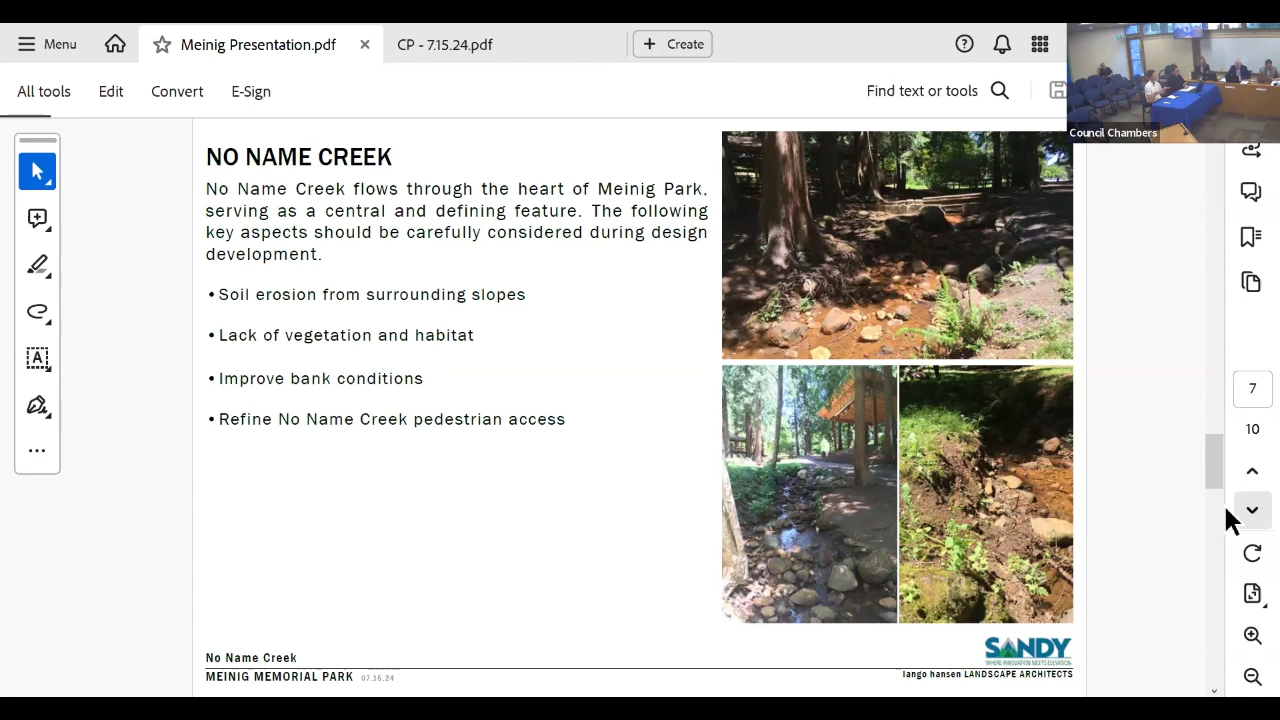 Menu
Meinig Presentation.pdf
CP - 7.15.24.pdf
Create
All tools
Edit
Convert
E-Sign
Find text or tools
Council Chambers
NO NAME CREEK
No Name Creek flows through the heart of Meinig Park,
serving as a central and defining feature. The following
key aspects should be carefully considered during design
development.
• Soil erosion from surrounding slopes
• Lack of vegetation and habitat
• Improve bank conditions
• Refine No Name Creek pedestrian access
7
10
No Name Creek
MEINIG MEMORIAL PARK 07.15.24
SANDY
WHERE INNOVATION MEETS ELEVATION
lango hansen LANDSCAPE ARCHITECTS